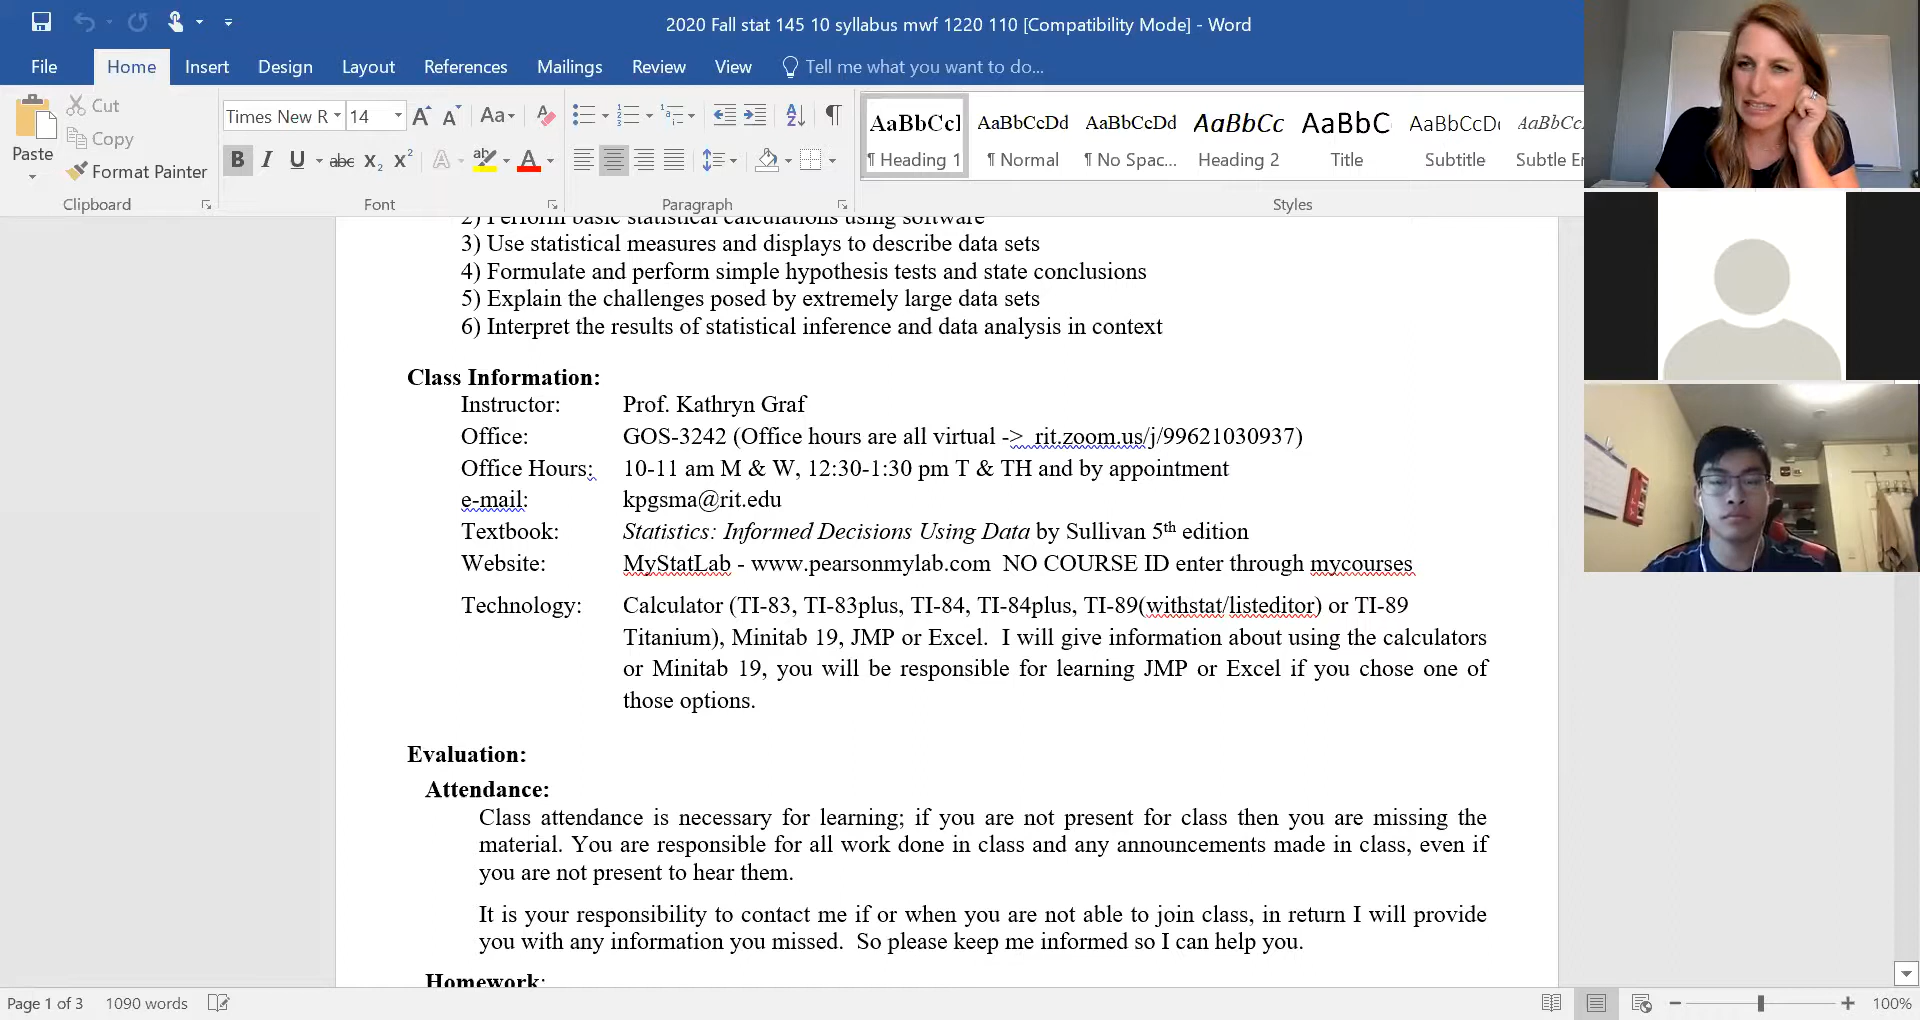 2020 Fall stat 145 10 syllabus mwf 1220 110 [Compatibility Mode] - Word
File Home Insert Design Layout References Mailings Review View Tell me what you want to do...
Paste
Cut
Copy
Format Painter
Clipboard
Times New R 14
Font
Paragraph
AaBbCcI AaBbCcDd AaBbCcDd AaBbCc AaBbC AaBbCcD AaBbCc
¶ Heading 1 ¶ Normal ¶ No Spac... Heading 2 Title Subtitle Subtle
Styles
2) Perform basic statistical calculations using software
3) Use statistical measures and displays to describe data sets
4) Formulate and perform simple hypothesis tests and state conclusions
5) Explain the challenges posed by extremely large data sets
6) Interpret the results of statistical inference and data analysis in context
Class Information:
Instructor: Prof. Kathryn Graf
Office: GOS-3242 (Office hours are all virtual -> rit.zoom.us/j/99621030937)
Office Hours: 10-11 am M & W, 12:30-1:30 pm T & TH and by appointment
e-mail: kpgsma@rit.edu
Textbook: Statistics: Informed Decisions Using Data by Sullivan 5th edition
Website: MyStatLab - www.pearsonmylab.com NO COURSE ID enter through mycourses
Technology: Calculator (TI-83, TI-83plus, TI-84, TI-84plus, TI-89(withstat/listeditor) or TI-89
Titanium), Minitab 19, JMP or Excel. I will give information about using the calculators
or Minitab 19, you will be responsible for learning JMP or Excel if you chose one of
those options.
Evaluation:
Attendance:
Class attendance is necessary for learning; if you are not present for class then you are missing the
material. You are responsible for all work done in class and any announcements made in class, even if
you are not present to hear them.
It is your responsibility to contact me if or when you are not able to join class, in return I will provide
you with any information you missed. So please keep me informed so I can help you.
Homework:
Page 1 of 3 1090 words 100%